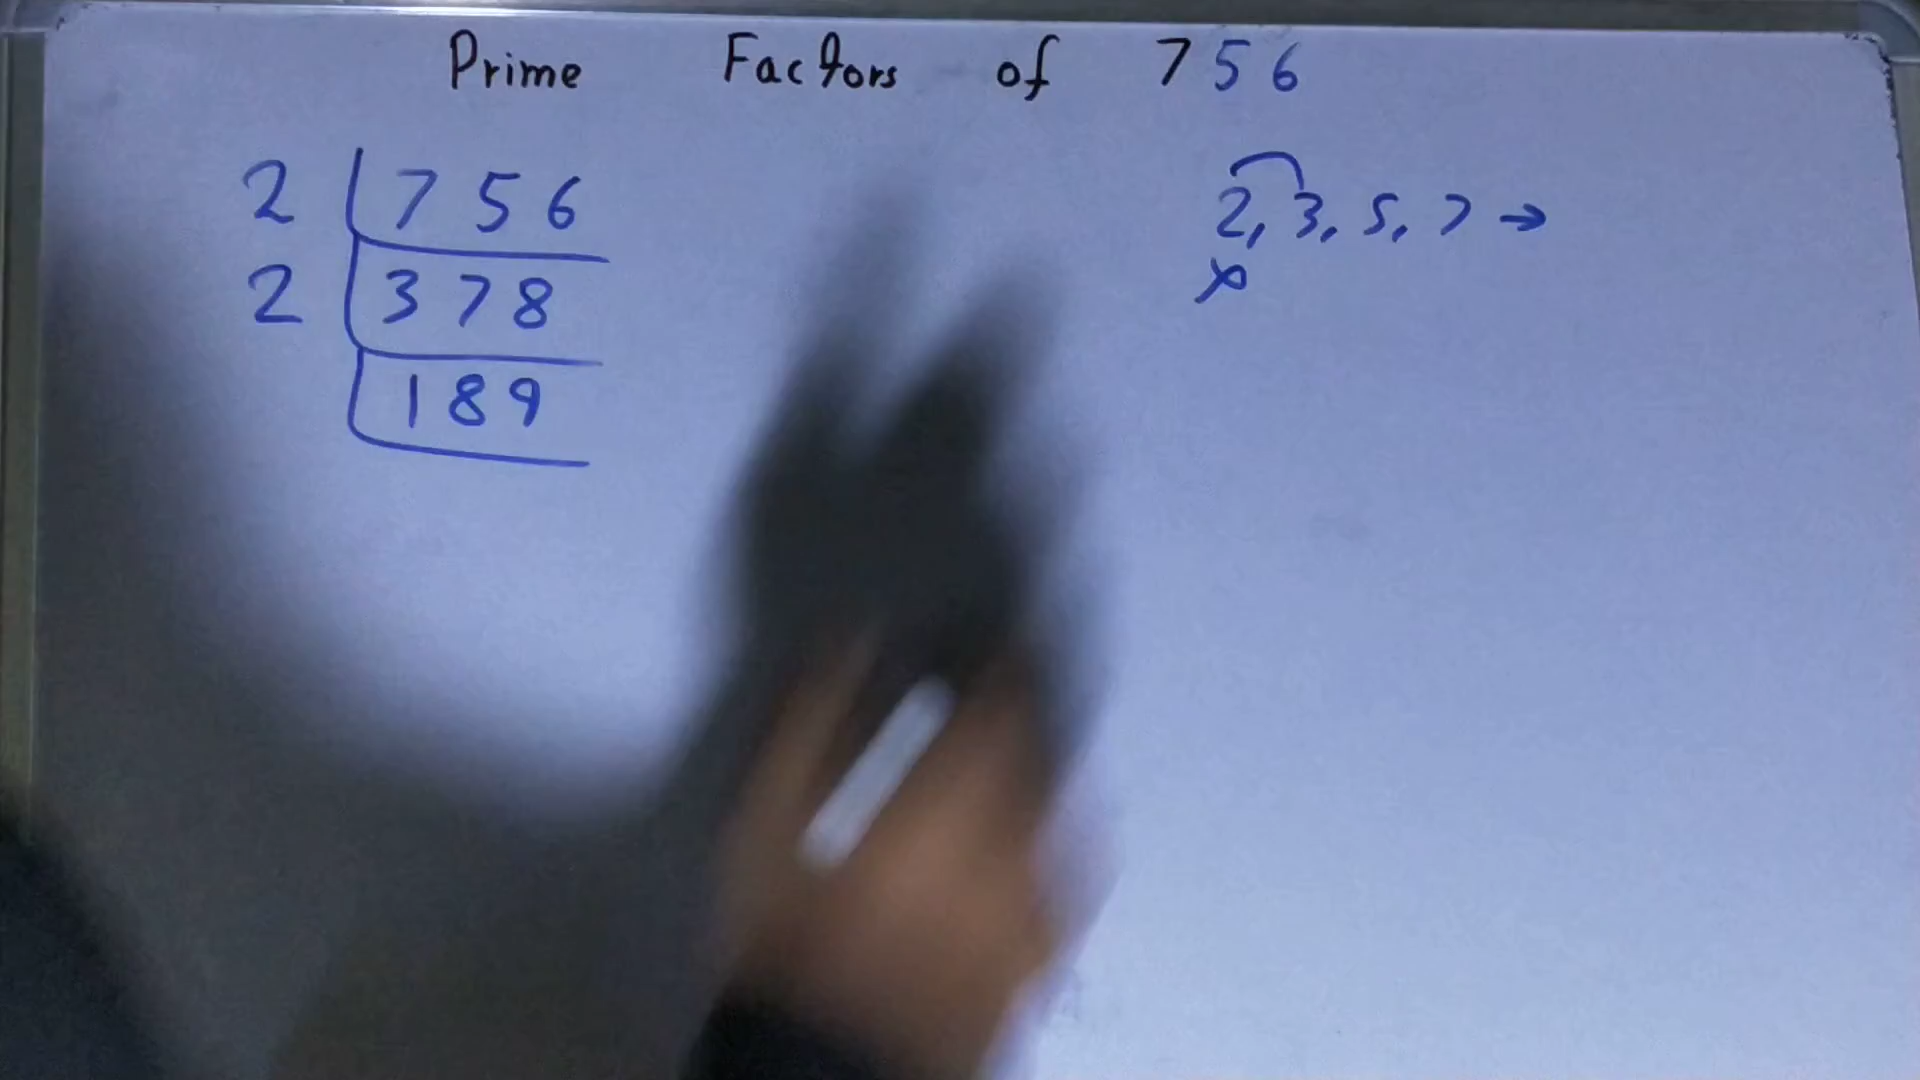 Prime Factors of 756
2 756
2 378
189
2, 3, 5, 7 →